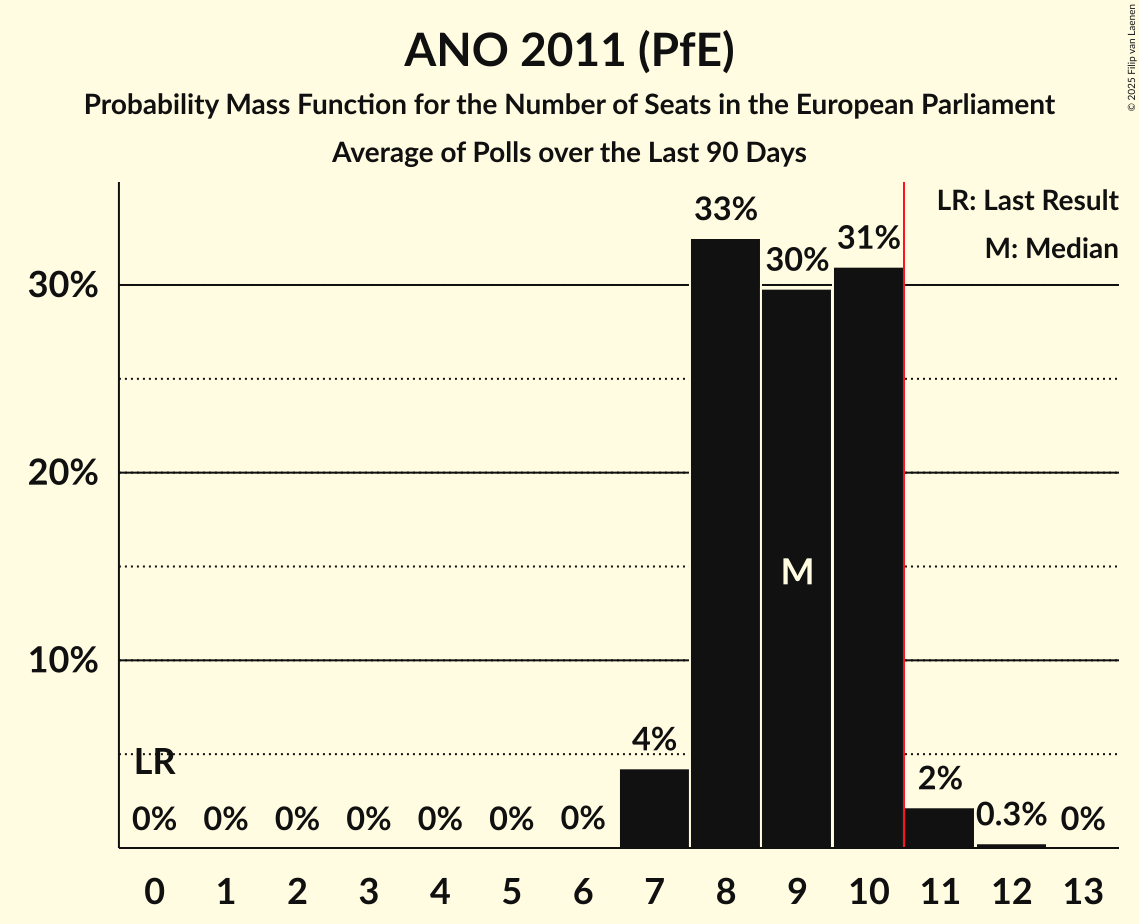 ANO 2011 (PfE)
Probability Mass Function for the Number of Seats in the European Parliament
Average of Polls over the Last 90 Days
© 2025 Filip van Laenen
LR: Last Result
M: Median
33%
30%
31%
30%
20%
M
10%
LR
4%
2%
0% 0% 0% 0% 0% 0% 0% 0.3% 0%
0 1 2 3 4 5 6 7 8 9 10 11 12 13